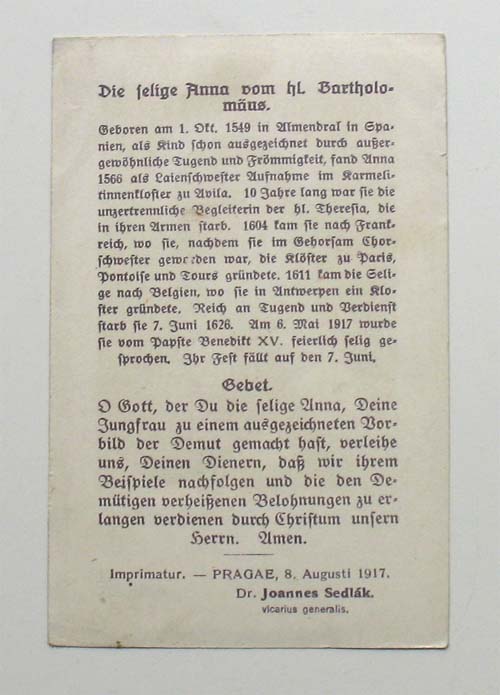 Die selige Anna vom hl. Bartholo-
mäus.
Geboren am 1. Okt. 1549 in Almendral in Spa-
nien, als Kind schon ausgezeichnet durch außer-
gewöhnliche Tugend und Frömmigkeit, fand Anna
1566 als Laienschwester Aufnahme im Karmeli-
tinnenkloster zu Avila. 10 Jahre lang war sie die
unzertrennliche Begleiterin der hl. Theresia, die
in ihren Armen starb. 1604 kam sie nach Frank-
reich, wo sie, nachdem sie im Gehorsam Chor-
schwester geworden war, die Klöster zu Paris,
Pontoise und Tours gründete. 1611 kam die Seli-
ge nach Belgien, wo sie in Antwerpen ein Klo-
ster gründete. Reich an Tugend und Verdienst
starb sie 7. Juni 1626. Am 6. Mai 1917 wurde
sie vom Papste Benedikt XV. feierlich selig ge-
sprochen. Ihr Fest fällt auf den 7. Juni.
Gebet.
O Gott, der Du die selige Anna, Deine
Jungfrau zu einem ausgezeichneten Vor-
bild der Demut gemacht hast, verleihe
uns, Deinen Dienern, daß wir ihrem
Beispiele nachfolgen und die den De-
mütigen verheißenen Belohnungen zu er-
langen verdienen durch Christum unsern
Herrn. Amen.
Imprimatur. — PRAGAE, 8. Augusti 1917.
Dr. Joannes Sedlák.
vicarius generalis.